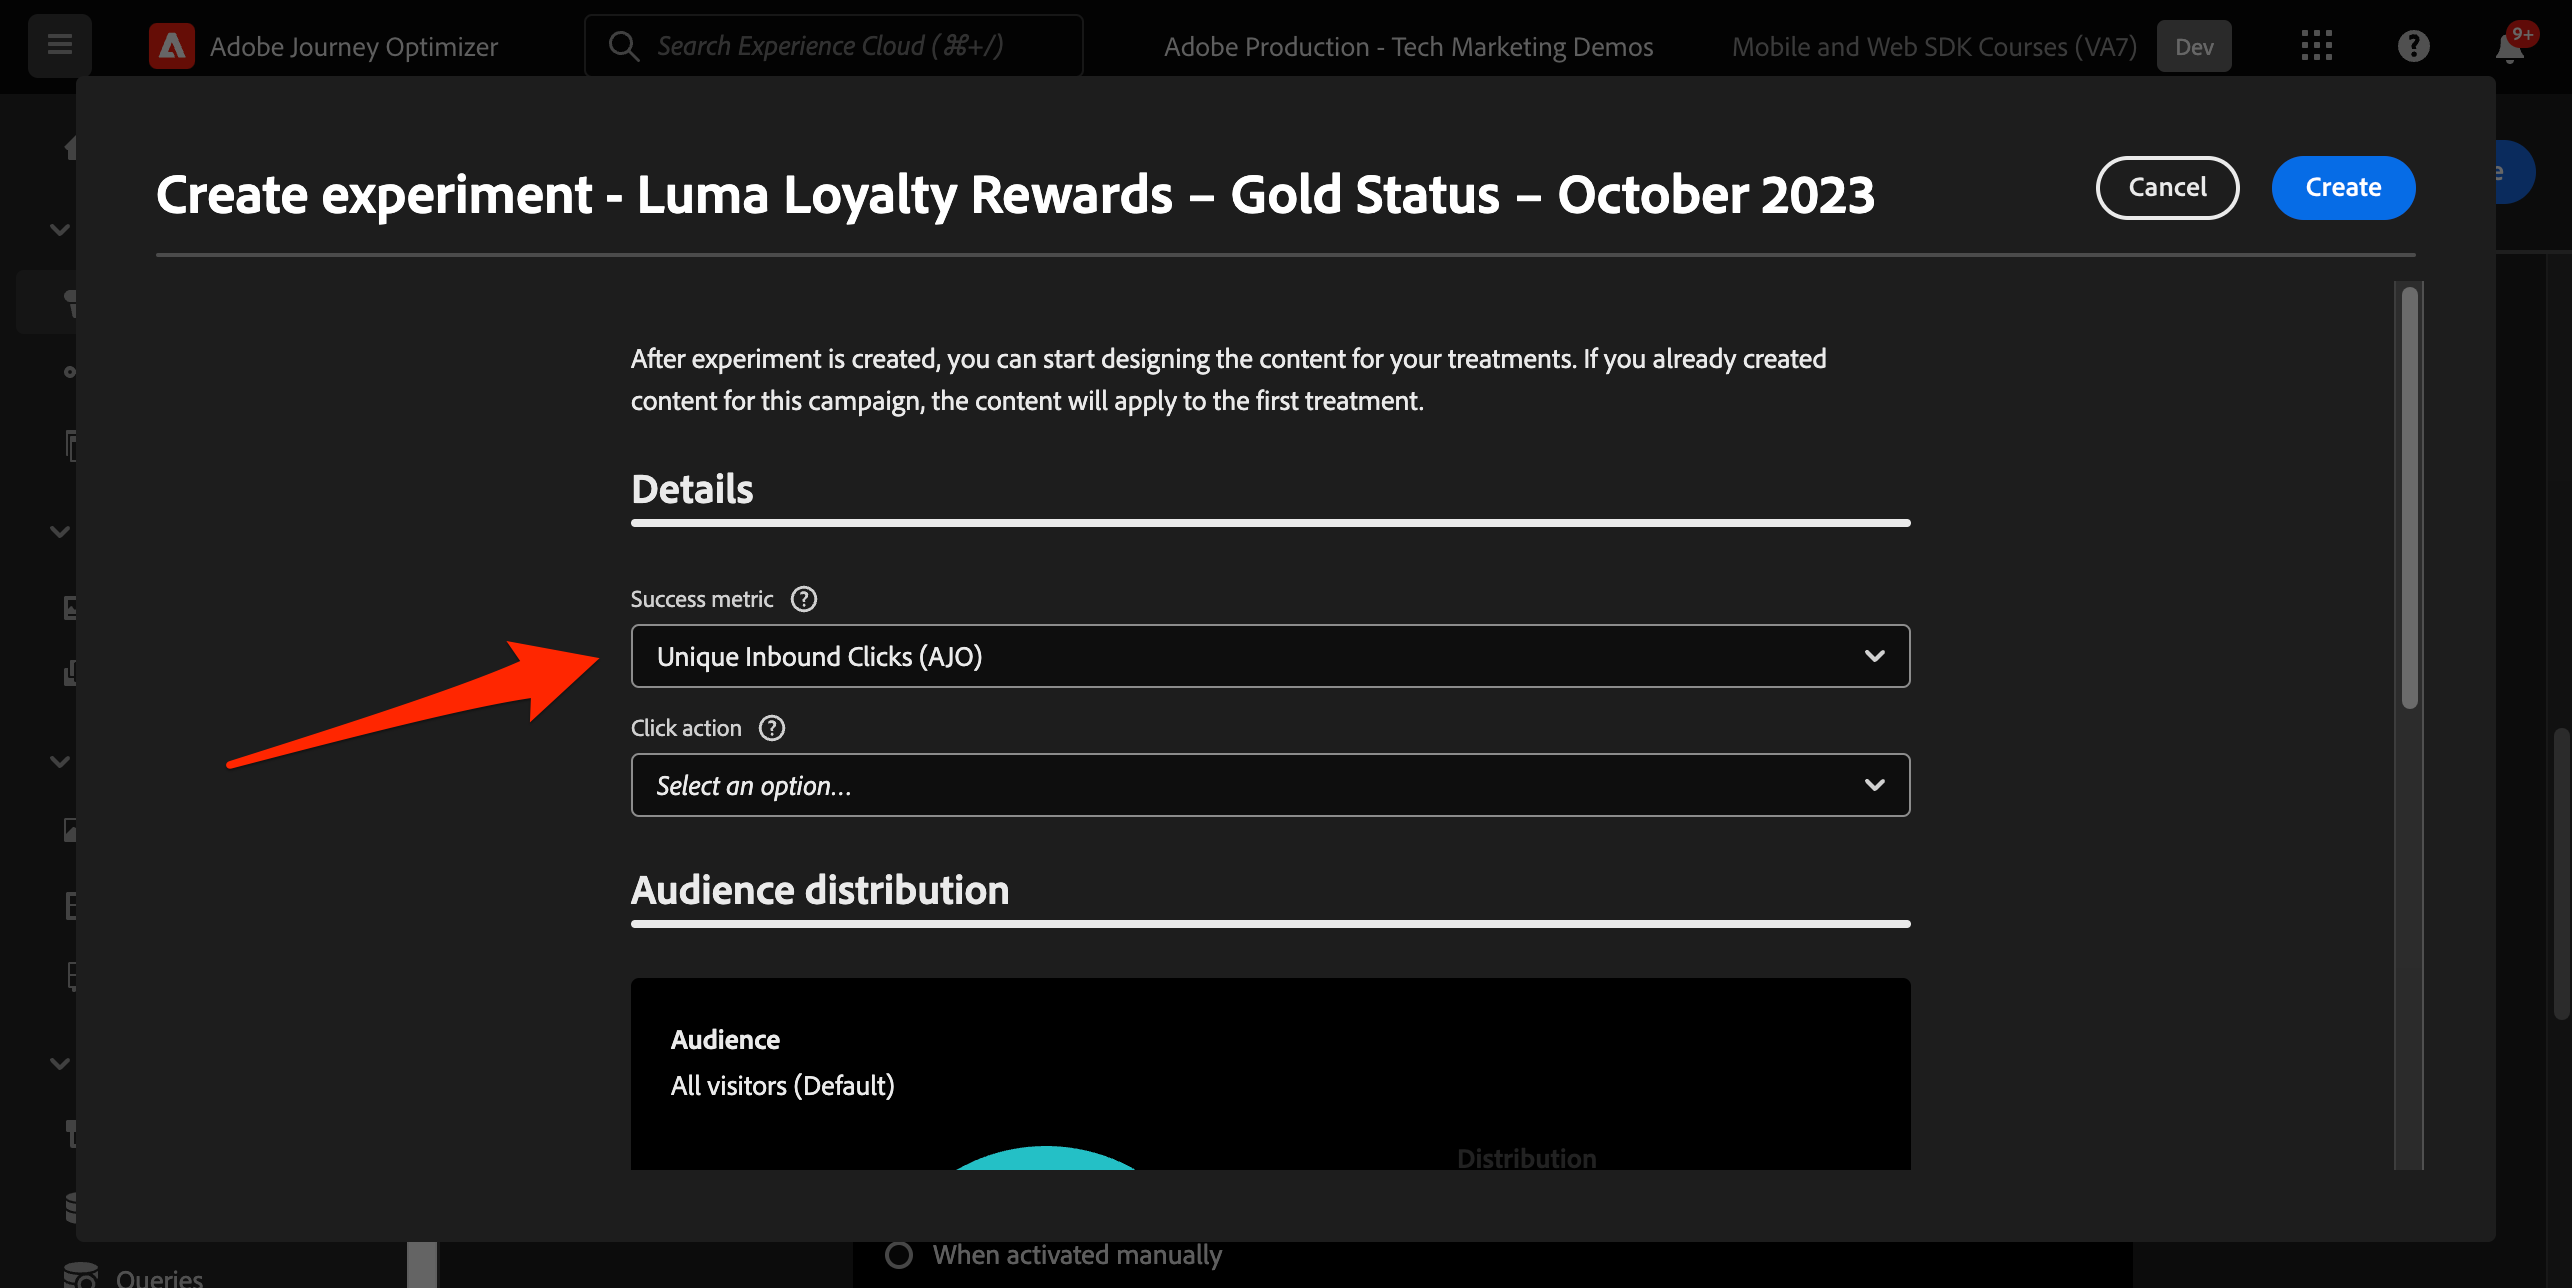 Adobe Journey Optimizer
Search Experience Cloud (⌘+/)
Adobe Production - Tech Marketing Demos
Mobile and Web SDK Courses (VA7)
Dev
9+
Create experiment - Luma Loyalty Rewards – Gold Status – October 2023
Cancel
Create
After experiment is created, you can start designing the content for your treatments. If you already created
content for this campaign, the content will apply to the first treatment.
Details
Success metric
Unique Inbound Clicks (AJO)
Click action
Select an option...
Audience distribution
Audience
All visitors (Default)
Distribution
When activated manually
Queries